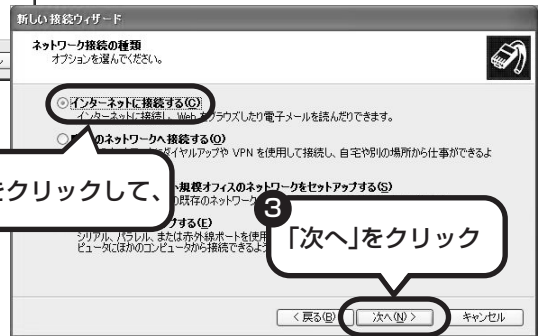 新しい接続ウィザード
ネットワーク接続の種類
オプションを選んでください。
インターネットに接続する(C)
インターネットに接続し、Web ブラウズしたり電子メールを読んだりできます。
のネットワークへ接続する(O)
イヤルアップや VPN を使用して接続し、自宅や別の場所から仕事ができるよ
をクリックして、
規模オフィスのネットワークをセットアップする(S)
の既存のネットワーク
プする(E)
シリアル、パラレル、または赤外線ポートを使用
ピュータにほかのコンピュータから接続できるよ
❸
「次へ」をクリック
< 戻る(B)
次へ(N) >
キャンセル